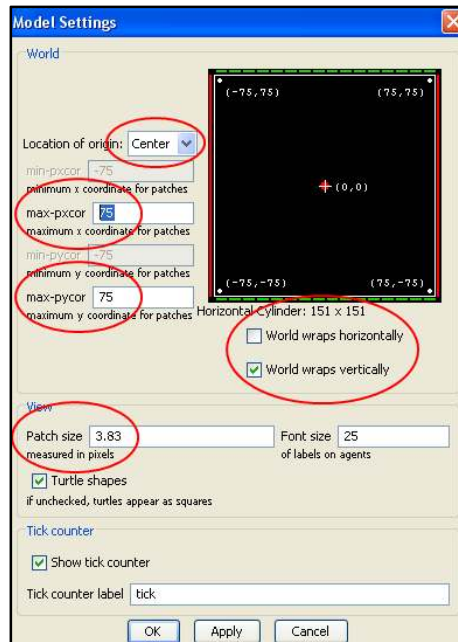 Model Settings
World
(-75,75) (75,75)
Location of origin: Center
min-pxcor -75
minimum x coordinate for patches
(0,0)
max-pxcor 75
maximum x coordinate for patches
min-pycor -75
minimum y coordinate for patches
(-75,-75) (75,-75)
max-pycor 75
maximum y coordinate for patches
Horizontal Cylinder: 151 x 151
World wraps horizontally
World wraps vertically
View
Patch size 3.83 Font size 25
measured in pixels of labels on agents
Turtle shapes
if unchecked, turtles appear as squares
Tick counter
Show tick counter
Tick counter label tick
OK Apply Cancel